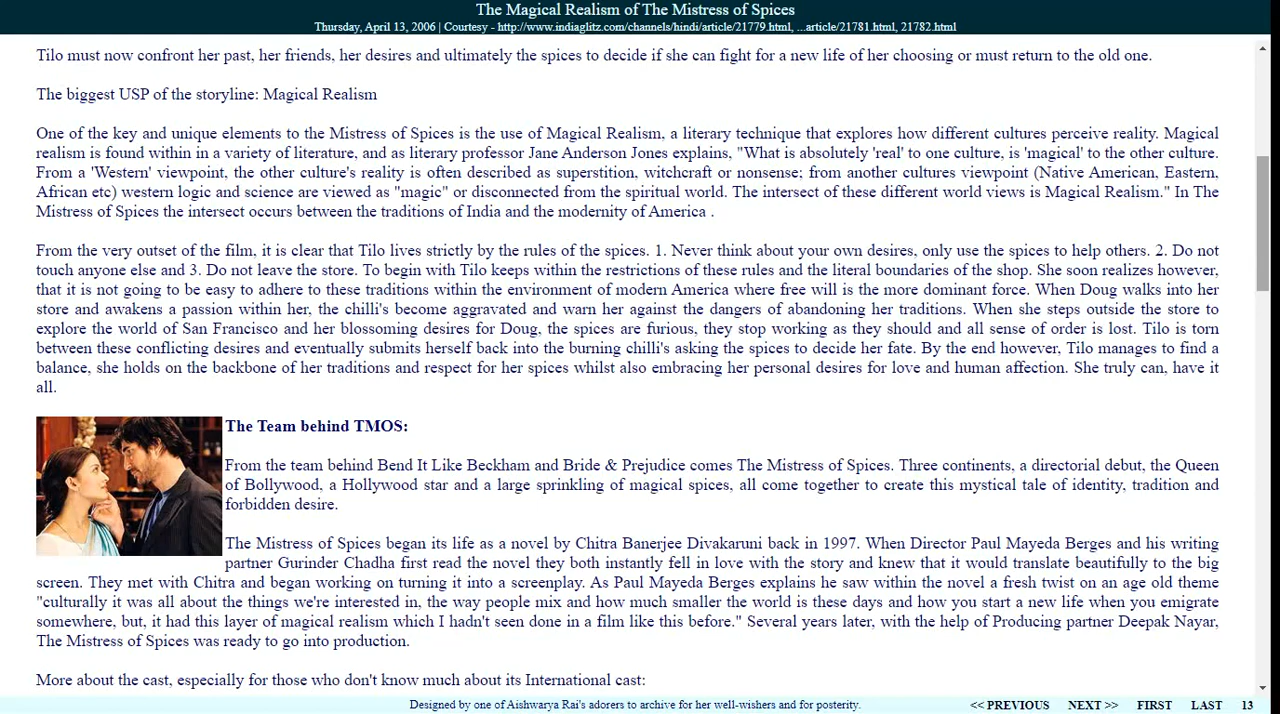 The Magical Realism of The Mistress of Spices
Thursday, April 13, 2006 | Courtesy - http://www.indiaglitz.com/channels/hindi/article/21779.html, ...article/21781.html, 21782.html
Tilo must now confront her past, her friends, her desires and ultimately the spices to decide if she can fight for a new life of her choosing or must return to the old one.
The biggest USP of the storyline: Magical Realism
One of the key and unique elements to the Mistress of Spices is the use of Magical Realism, a literary technique that explores how different cultures perceive reality. Magical
realism is found within in a variety of literature, and as literary professor Jane Anderson Jones explains, "What is absolutely 'real' to one culture, is 'magical' to the other culture.
From a 'Western' viewpoint, the other culture's reality is often described as superstition, witchcraft or nonsense; from another cultures viewpoint (Native American, Eastern,
African etc) western logic and science are viewed as "magic" or disconnected from the spiritual world. The intersect of these different world views is Magical Realism." In The
Mistress of Spices the intersect occurs between the traditions of India and the modernity of America .
From the very outset of the film, it is clear that Tilo lives strictly by the rules of the spices. 1. Never think about your own desires, only use the spices to help others. 2. Do not
touch anyone else and 3. Do not leave the store. To begin with Tilo keeps within the restrictions of these rules and the literal boundaries of the shop. She soon realizes however,
that it is not going to be easy to adhere to these traditions within the environment of modern America where free will is the more dominant force. When Doug walks into her
store and awakens a passion within her, the chilli's become aggravated and warn her against the dangers of abandoning her traditions. When she steps outside the store to
explore the world of San Francisco and her blossoming desires for Doug, the spices are furious, they stop working as they should and all sense of order is lost. Tilo is torn
between these conflicting desires and eventually submits herself back into the burning chilli's asking the spices to decide her fate. By the end however, Tilo manages to find a
balance, she holds on the backbone of her traditions and respect for her spices whilst also embracing her personal desires for love and human affection. She truly can, have it
all.
The Team behind TMOS:
From the team behind Bend It Like Beckham and Bride & Prejudice comes The Mistress of Spices. Three continents, a directorial debut, the Queen
of Bollywood, a Hollywood star and a large sprinkling of magical spices, all come together to create this mystical tale of identity, tradition and
forbidden desire.
The Mistress of Spices began its life as a novel by Chitra Banerjee Divakaruni back in 1997. When Director Paul Mayeda Berges and his writing
partner Gurinder Chadha first read the novel they both instantly fell in love with the story and knew that it would translate beautifully to the big
screen. They met with Chitra and began working on turning it into a screenplay. As Paul Mayeda Berges explains he saw within the novel a fresh twist on an age old theme
"culturally it was all about the things we're interested in, the way people mix and how much smaller the world is these days and how you start a new life when you emigrate
somewhere, but, it had this layer of magical realism which I hadn't seen done in a film like this before." Several years later, with the help of Producing partner Deepak Nayar,
The Mistress of Spices was ready to go into production.
More about the cast, especially for those who don't know much about its International cast:
Designed by one of Aishwarya Rai's adorers to archive for her well-wishers and for posterity. << PREVIOUS NEXT >> FIRST LAST 13